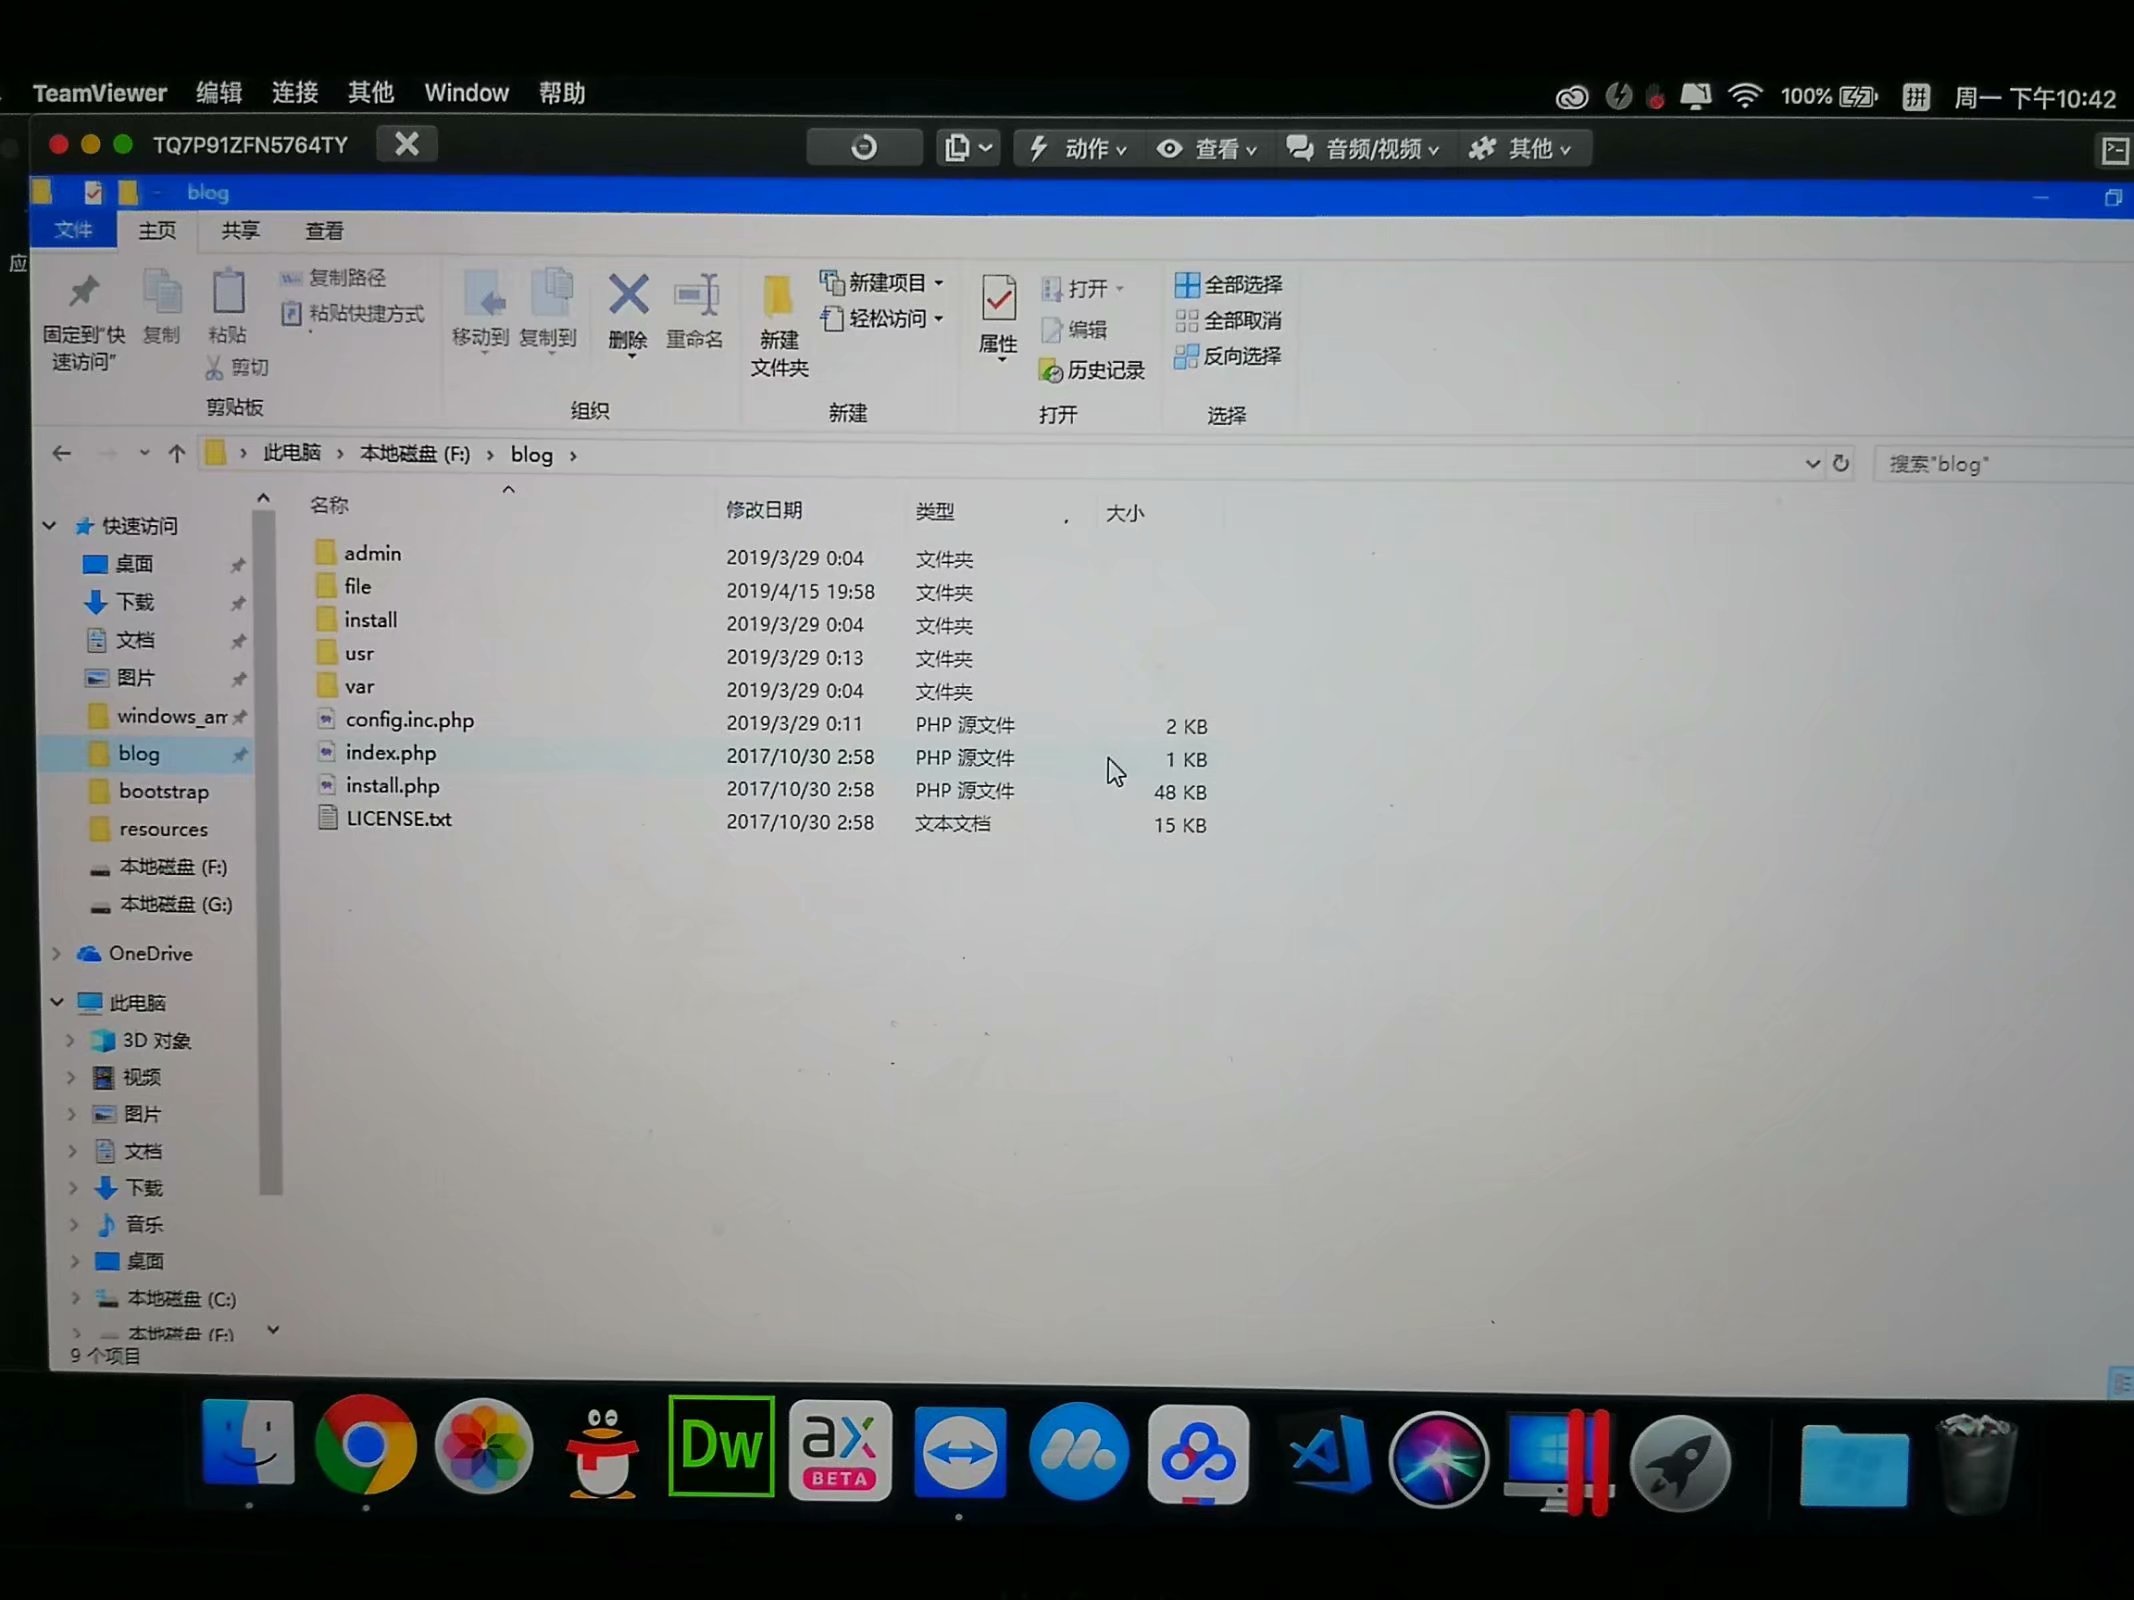 TeamViewer 编辑 连接 其他 Window 帮助 100% 拼 周一 下午10:42
TQ7P91ZFN5764TY 动作 查看 音频/视频 其他
blog
文件 主页 共享 查看
应
固定到"快速访问"
复制
粘贴
复制路径
粘贴快捷方式
剪切
剪贴板
移动到
复制到
删除
重命名
组织
新建
文件夹
新建项目
轻松访问
新建
属性
打开
编辑
历史记录
打开
全部选择
全部取消
反向选择
选择
此电脑 › 本地磁盘 (F:) › blog ›
搜索"blog"
名称 修改日期 类型 大小
admin 2019/3/29 0:04 文件夹
file 2019/4/15 19:58 文件夹
install 2019/3/29 0:04 文件夹
usr 2019/3/29 0:13 文件夹
var 2019/3/29 0:04 文件夹
config.inc.php 2019/3/29 0:11 PHP 源文件 2 KB
index.php 2017/10/30 2:58 PHP 源文件 1 KB
install.php 2017/10/30 2:58 PHP 源文件 48 KB
LICENSE.txt 2017/10/30 2:58 文本文档 15 KB
快速访问
桌面
下载
文档
图片
windows_am
blog
bootstrap
resources
本地磁盘 (F:)
本地磁盘 (G:)
OneDrive
此电脑
3D 对象
视频
图片
文档
下载
音乐
桌面
本地磁盘 (C:)
本地磁盘 (E:)
9 个项目
Dw
ax
BETA